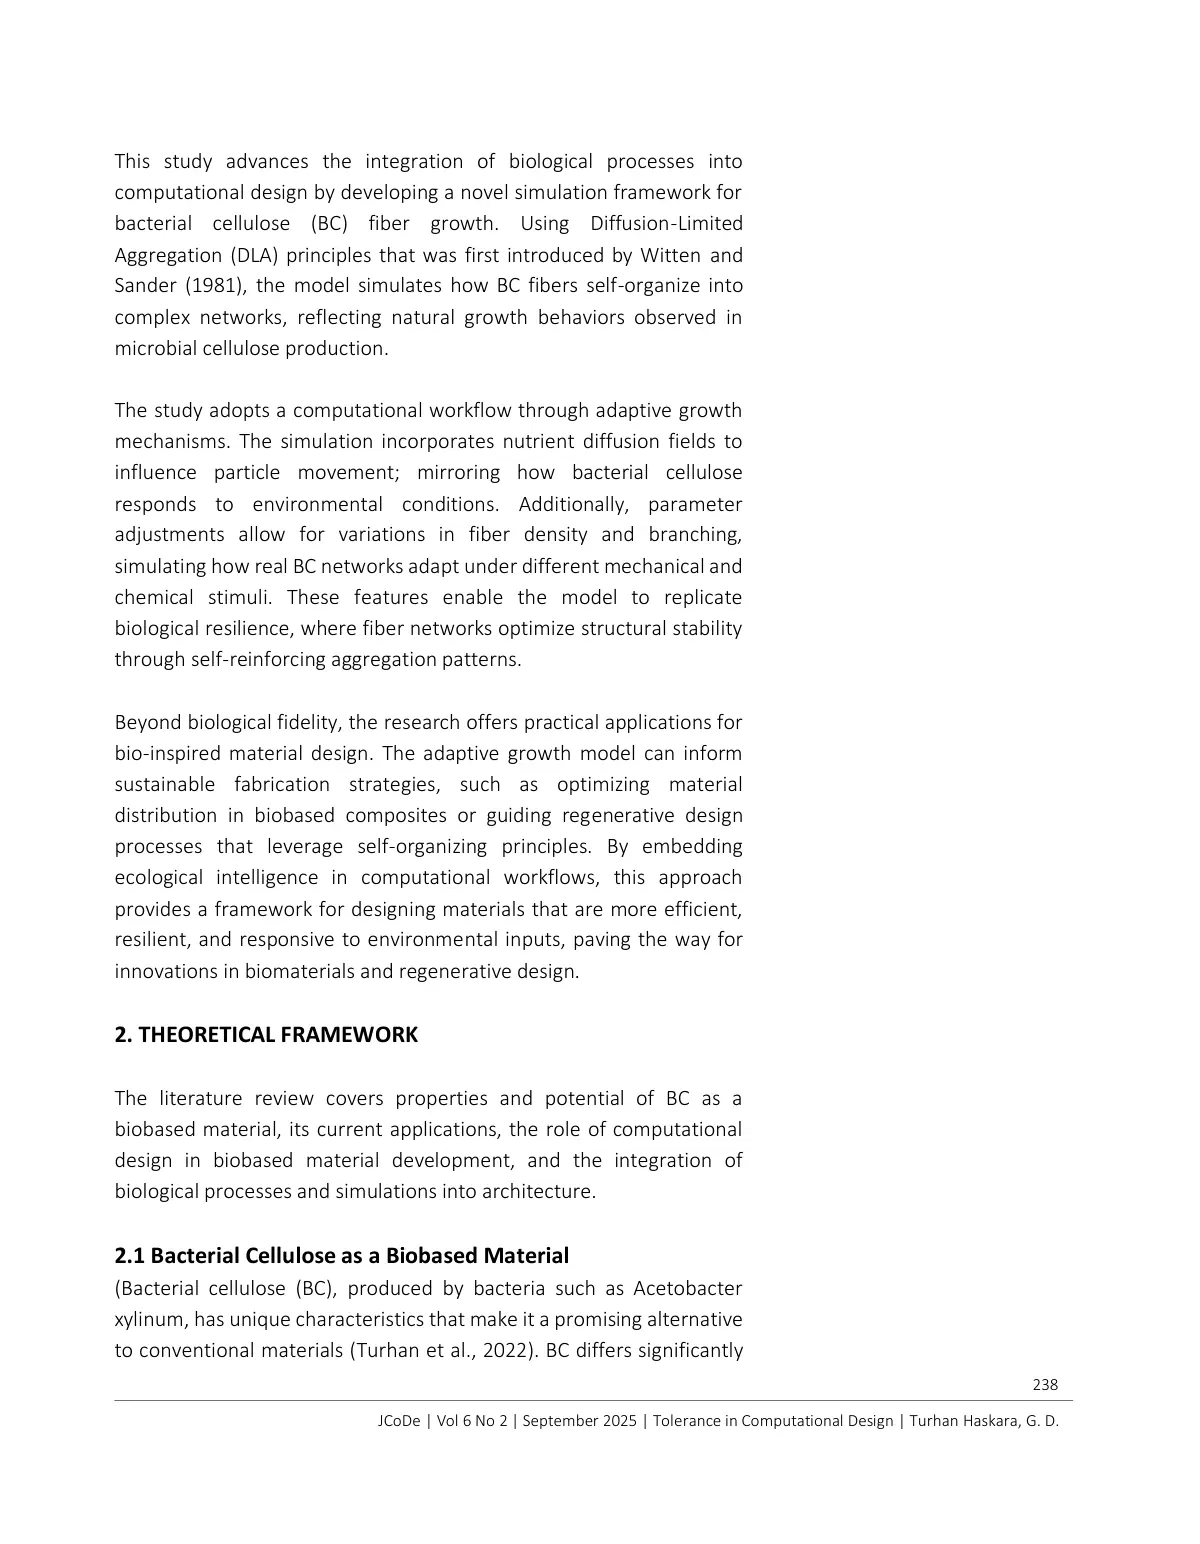 This study advances the integration of biological processes into
computational design by developing a novel simulation framework for
bacterial cellulose (BC) fiber growth. Using Diffusion-Limited
Aggregation (DLA) principles that was first introduced by Witten and
Sander (1981), the model simulates how BC fibers self-organize into
complex networks, reflecting natural growth behaviors observed in
microbial cellulose production.
The study adopts a computational workflow through adaptive growth
mechanisms. The simulation incorporates nutrient diffusion fields to
influence particle movement; mirroring how bacterial cellulose
responds to environmental conditions. Additionally, parameter
adjustments allow for variations in fiber density and branching,
simulating how real BC networks adapt under different mechanical and
chemical stimuli. These features enable the model to replicate
biological resilience, where fiber networks optimize structural stability
through self-reinforcing aggregation patterns.
Beyond biological fidelity, the research offers practical applications for
bio-inspired material design. The adaptive growth model can inform
sustainable fabrication strategies, such as optimizing material
distribution in biobased composites or guiding regenerative design
processes that leverage self-organizing principles. By embedding
ecological intelligence in computational workflows, this approach
provides a framework for designing materials that are more efficient,
resilient, and responsive to environmental inputs, paving the way for
innovations in biomaterials and regenerative design.
2. THEORETICAL FRAMEWORK
The literature review covers properties and potential of BC as a
biobased material, its current applications, the role of computational
design in biobased material development, and the integration of
biological processes and simulations into architecture.
2.1 Bacterial Cellulose as a Biobased Material
(Bacterial cellulose (BC), produced by bacteria such as Acetobacter
xylinum, has unique characteristics that make it a promising alternative
to conventional materials (Turhan et al., 2022). BC differs significantly
238
JCoDe | Vol 6 No 2 | September 2025 | Tolerance in Computational Design | Turhan Haskara, G. D.